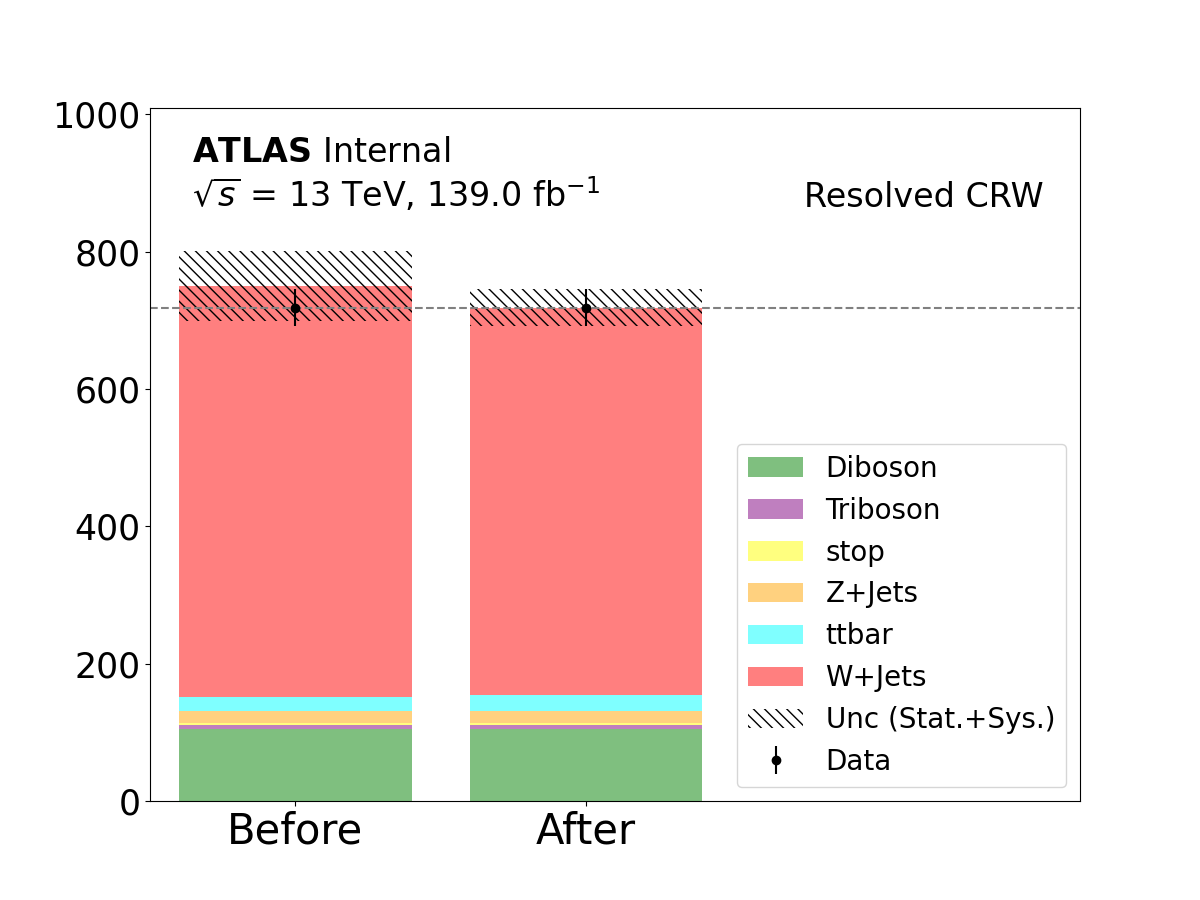 1000
800
600
400
200
0
ATLAS Internal
√s = 13 TeV, 139.0 fb⁻¹
Resolved CRW
Diboson
Triboson
stop
Z+Jets
ttbar
W+Jets
Unc (Stat.+Sys.)
Data
Before
After